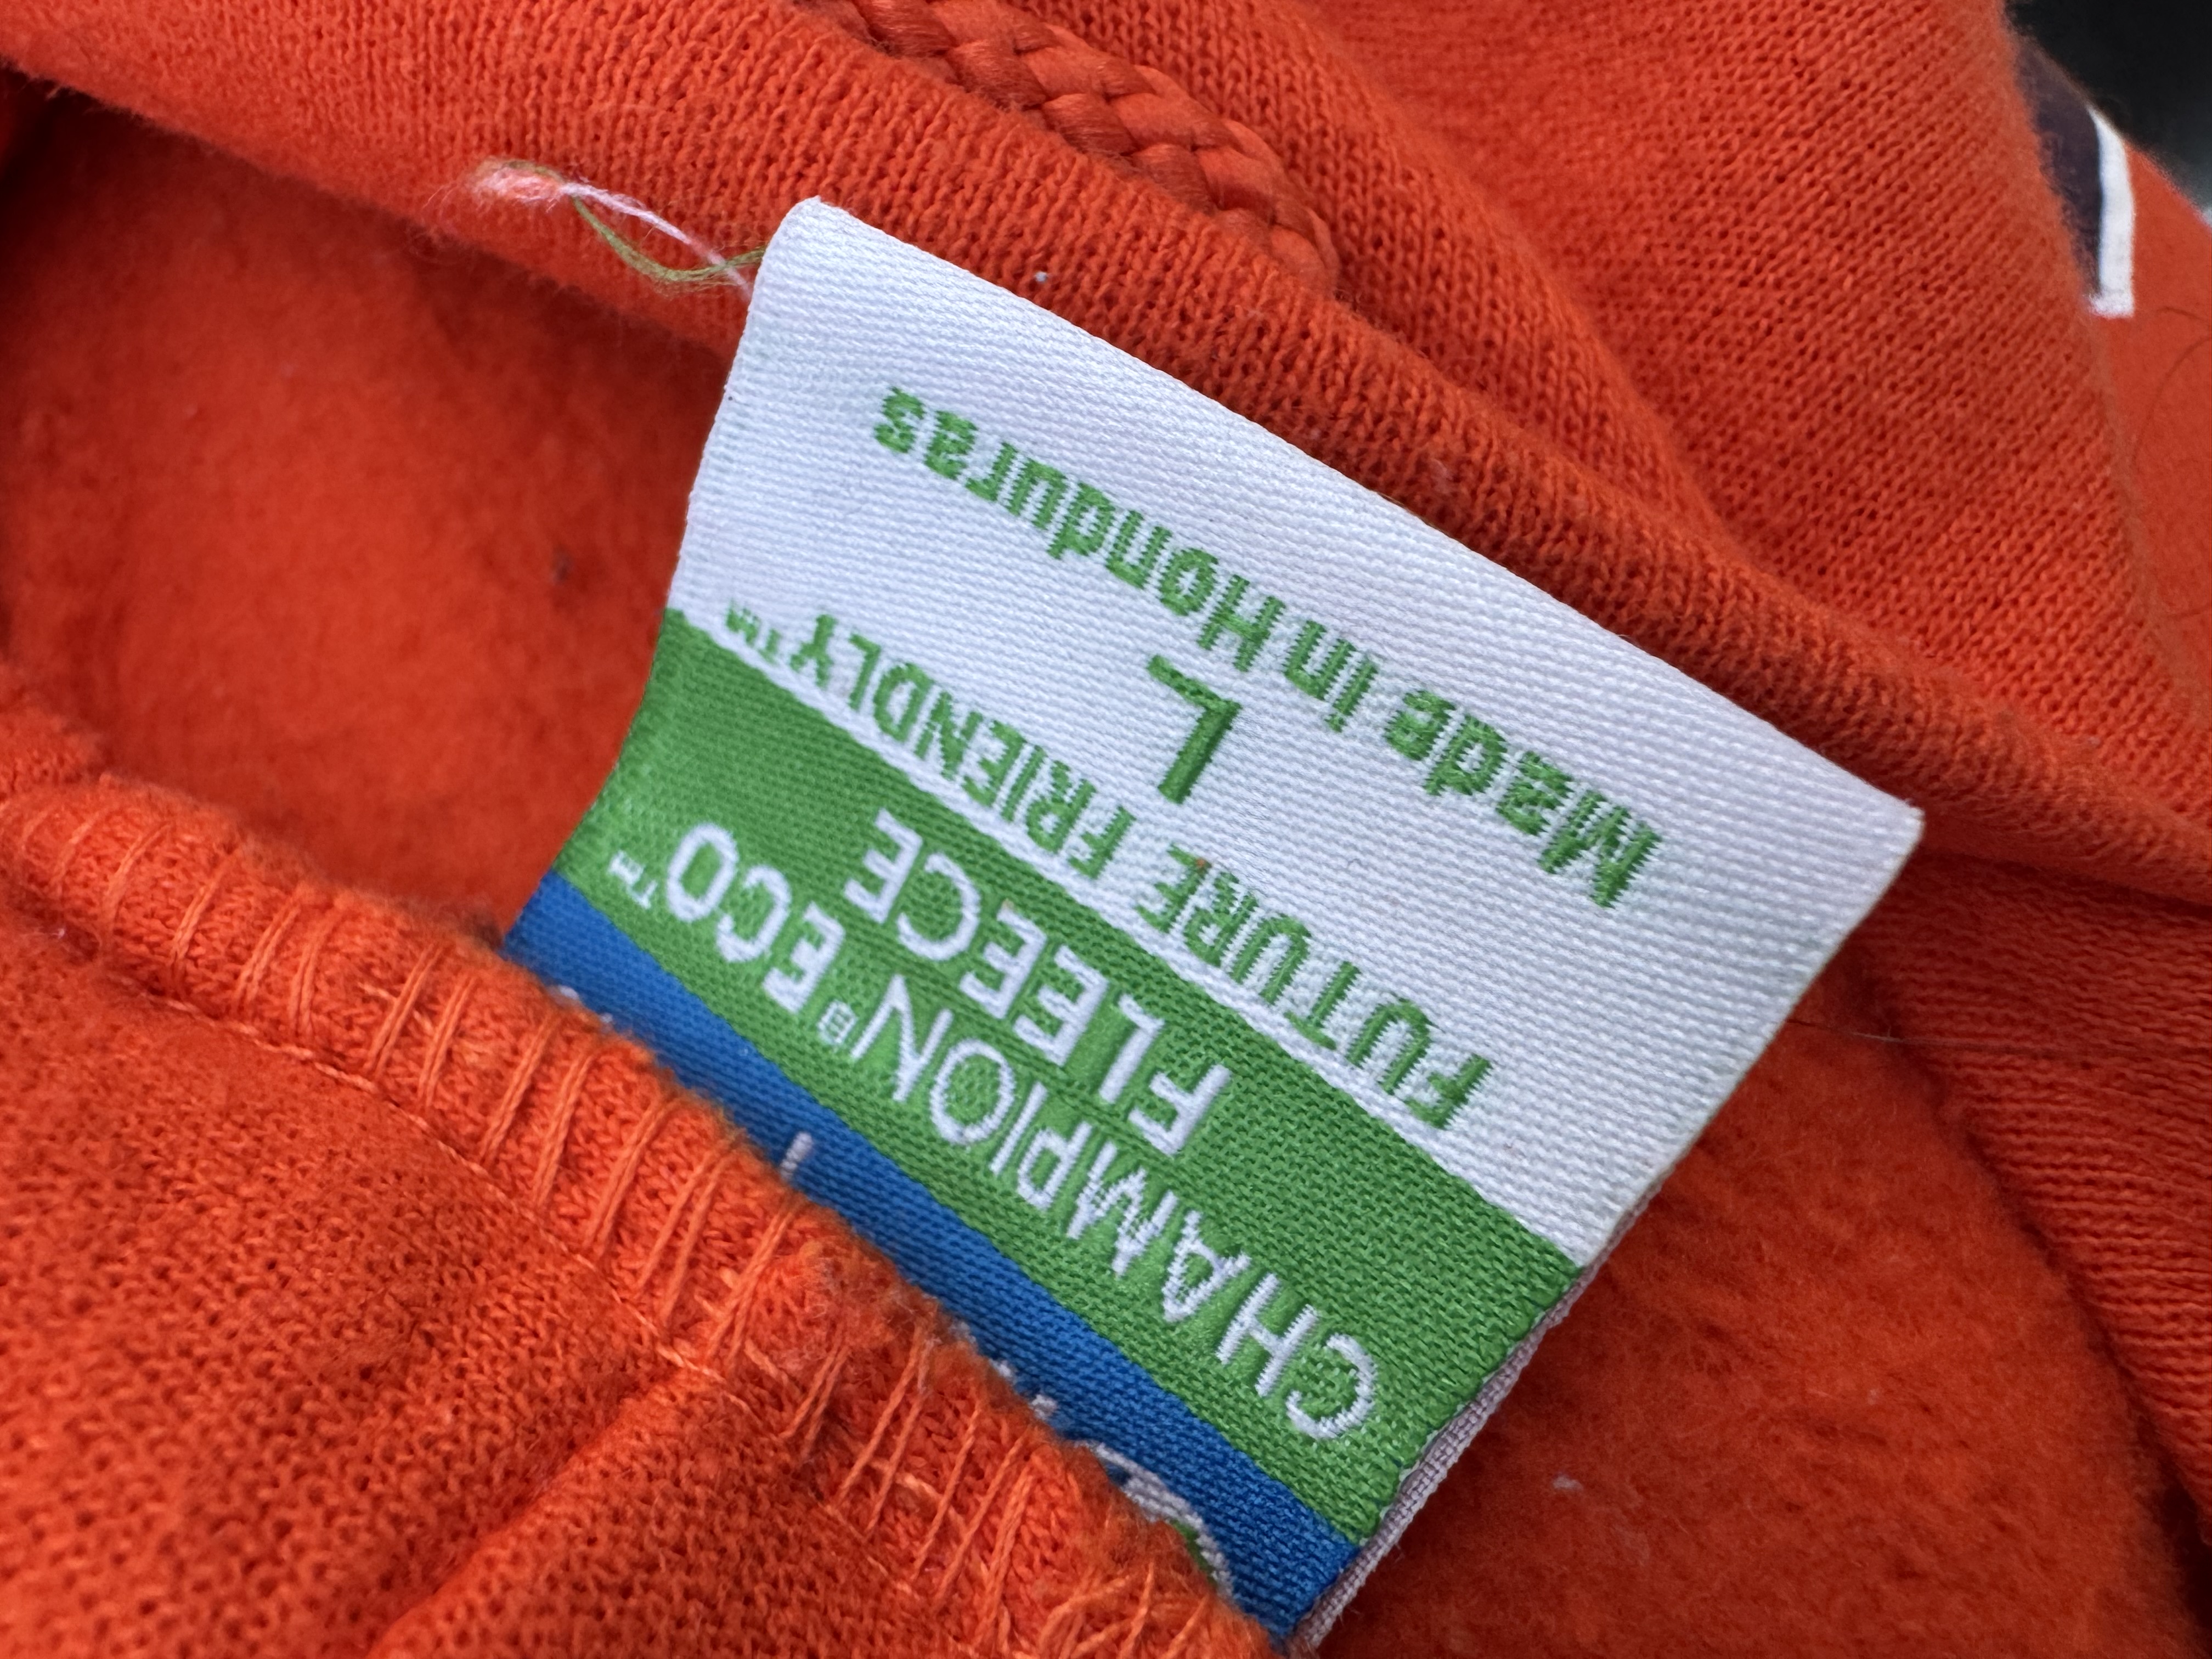 CHAMPION® ECO™
FLEECE
FUTURE FRIENDLY™
L
Made in Honduras